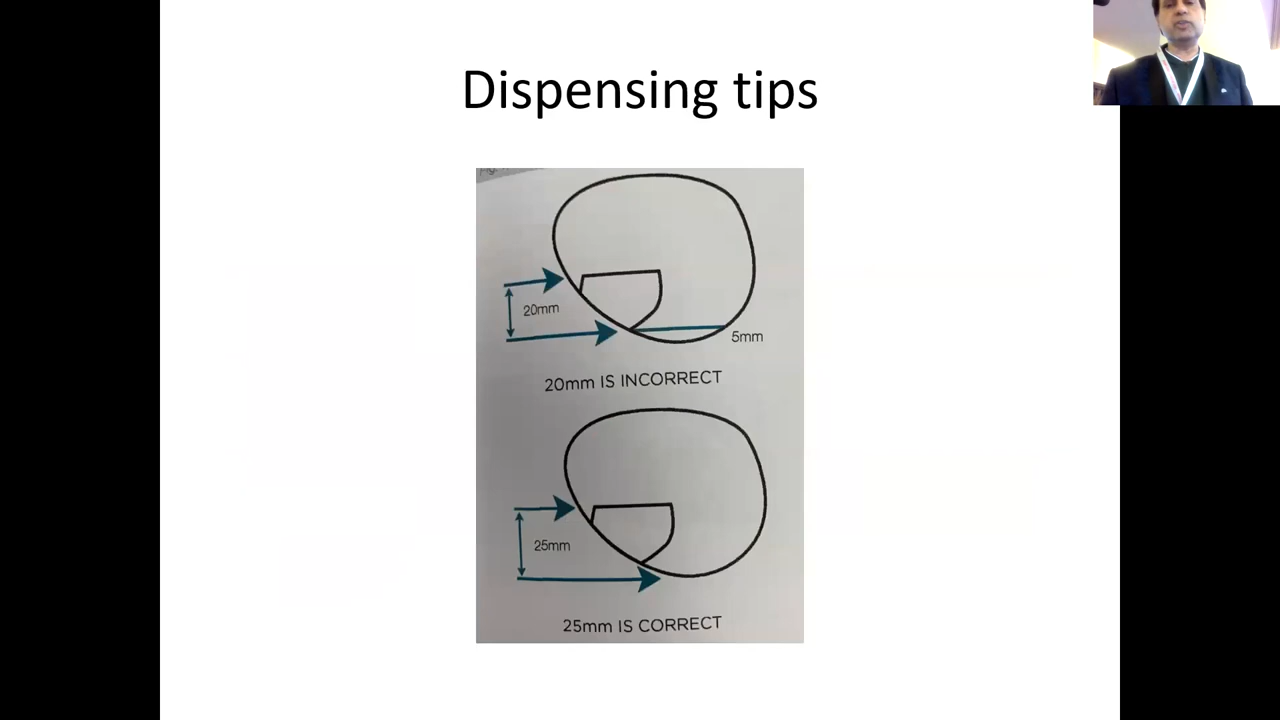 Dispensing tips
20mm
5mm
20mm IS INCORRECT
25mm
25mm IS CORRECT